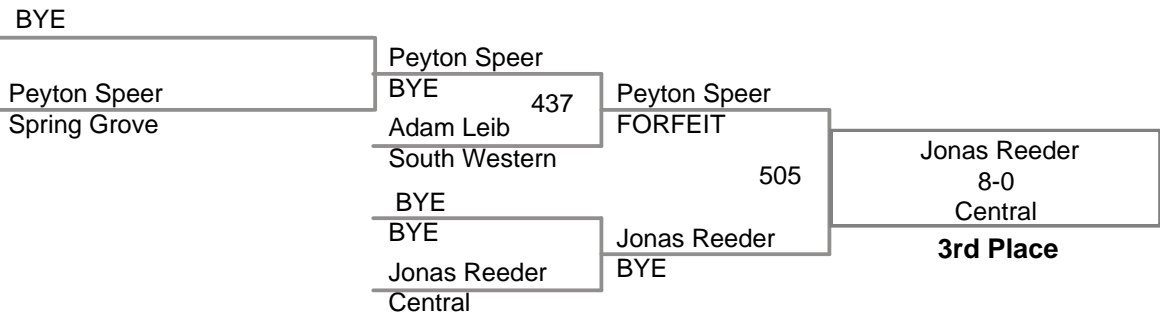 BYE
Peyton Speer
Spring Grove
Peyton Speer
BYE
437
Adam Leib
South Western
BYE
BYE
Jonas Reeder
Central
Peyton Speer
FORFEIT
505
Jonas Reeder
BYE
Jonas Reeder
8-0
Central
3rd Place